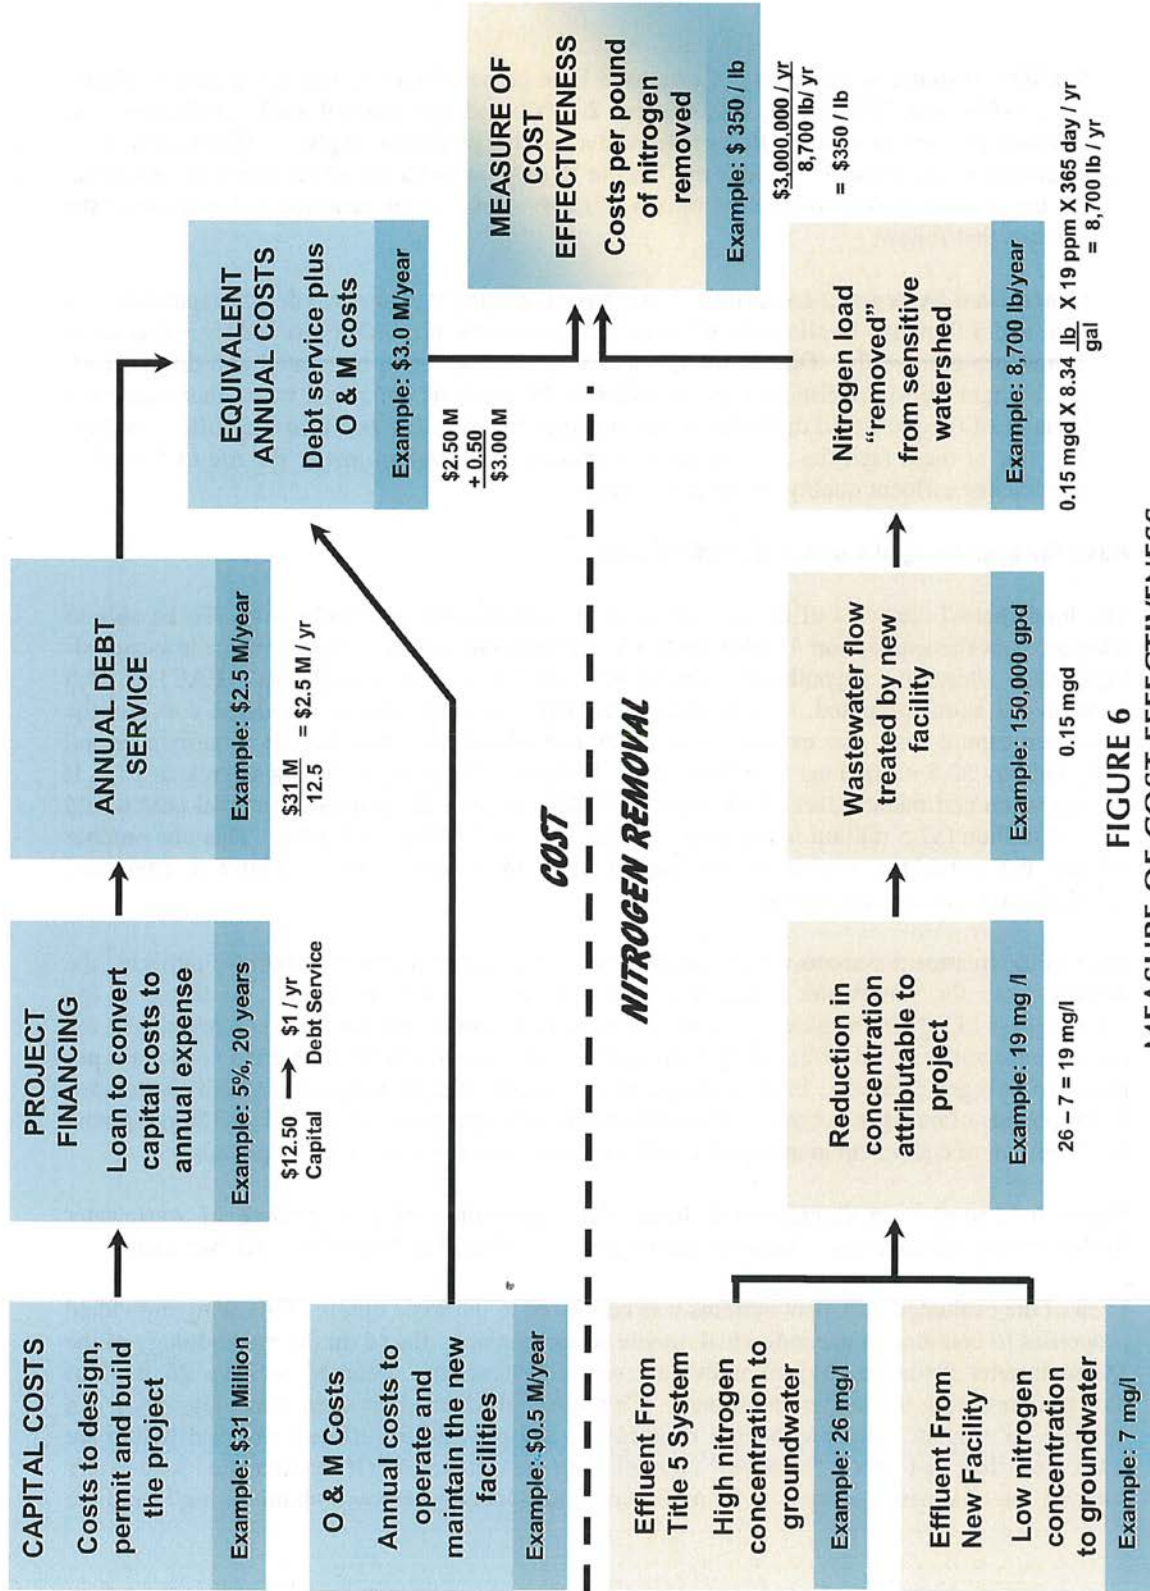 CAPITAL COSTS
Costs to design,
permit and build
the project
Example: $31 Million
PROJECT
FINANCING
Loan to convert
capital costs to
annual expense
Example: 5%, 20 years
$12.50 $1 / yr
Capital Debt Service
ANNUAL DEBT
SERVICE
Example: $2.5 M/year
$31 M
12.5
= $2.5 M / yr
EQUIVALENT
ANNUAL COSTS
Debt service plus
O & M costs
Example: $3.0 M/year
$2.50 M
+ 0.50
$3.00 M
O & M Costs
Annual costs to
operate and
maintain the new
facilities
Example: $0.5 M/year
MEASURE OF
COST
EFFECTIVENESS
Costs per pound
of nitrogen
removed
Example: $ 350 / lb
$3,000,000 / yr
8,700 lb/ yr
= $350 / lb
COST
NITROGEN REMOVAL
Effluent From
Title 5 System
High nitrogen
concentration to
groundwater
Example: 26 mg/l
Effluent From
New Facility
Low nitrogen
concentration
to groundwater
Example: 7 mg/l
Reduction in
concentration
attributable to
project
Example: 19 mg /l
26 – 7 = 19 mg/l
Wastewater flow
treated by new
facility
Example: 150,000 gpd
0.15 mgd
Nitrogen load
“removed”
from sensitive
watershed
Example: 8,700 lb/year
0.15 mgd X 8.34 lb X 19 ppm X 365 day / yr
gal
= 8,700 lb / yr
FIGURE 6